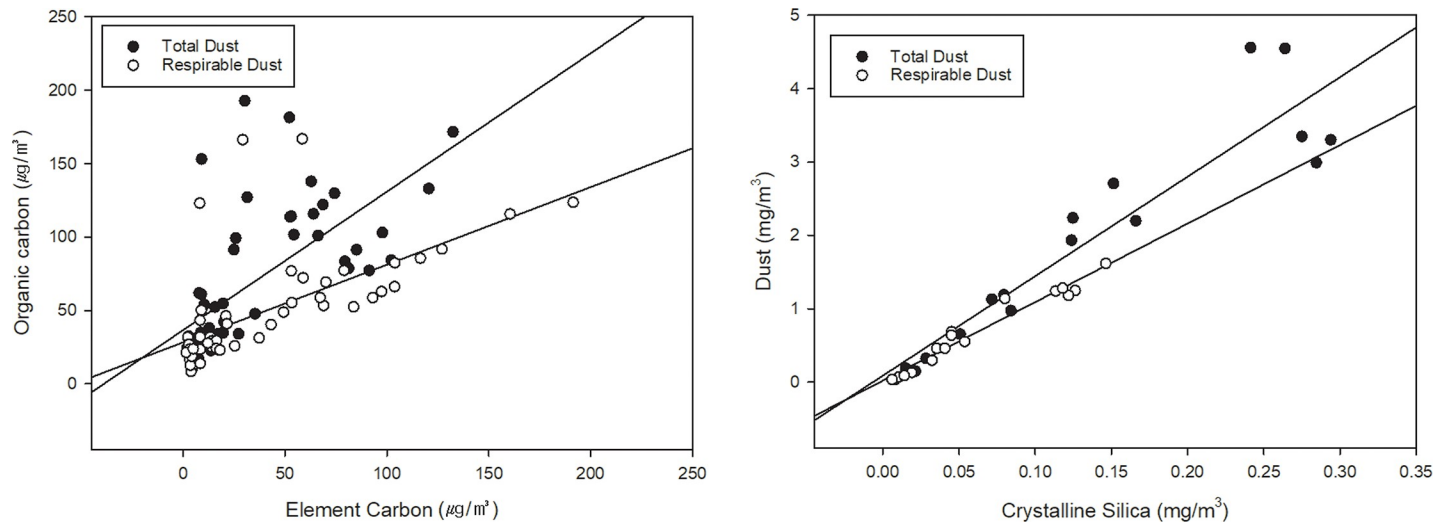 250
200
150
100
50
0
Organic carbon (μg/m³)
Total Dust
Respirable Dust
0 50 100 150 200 250
Element Carbon (μg/m³)
5
4
3
2
1
0
Dust (mg/m³)
Total Dust
Respirable Dust
0.00 0.05 0.10 0.15 0.20 0.25 0.30 0.35
Crystalline Silica (mg/m³)